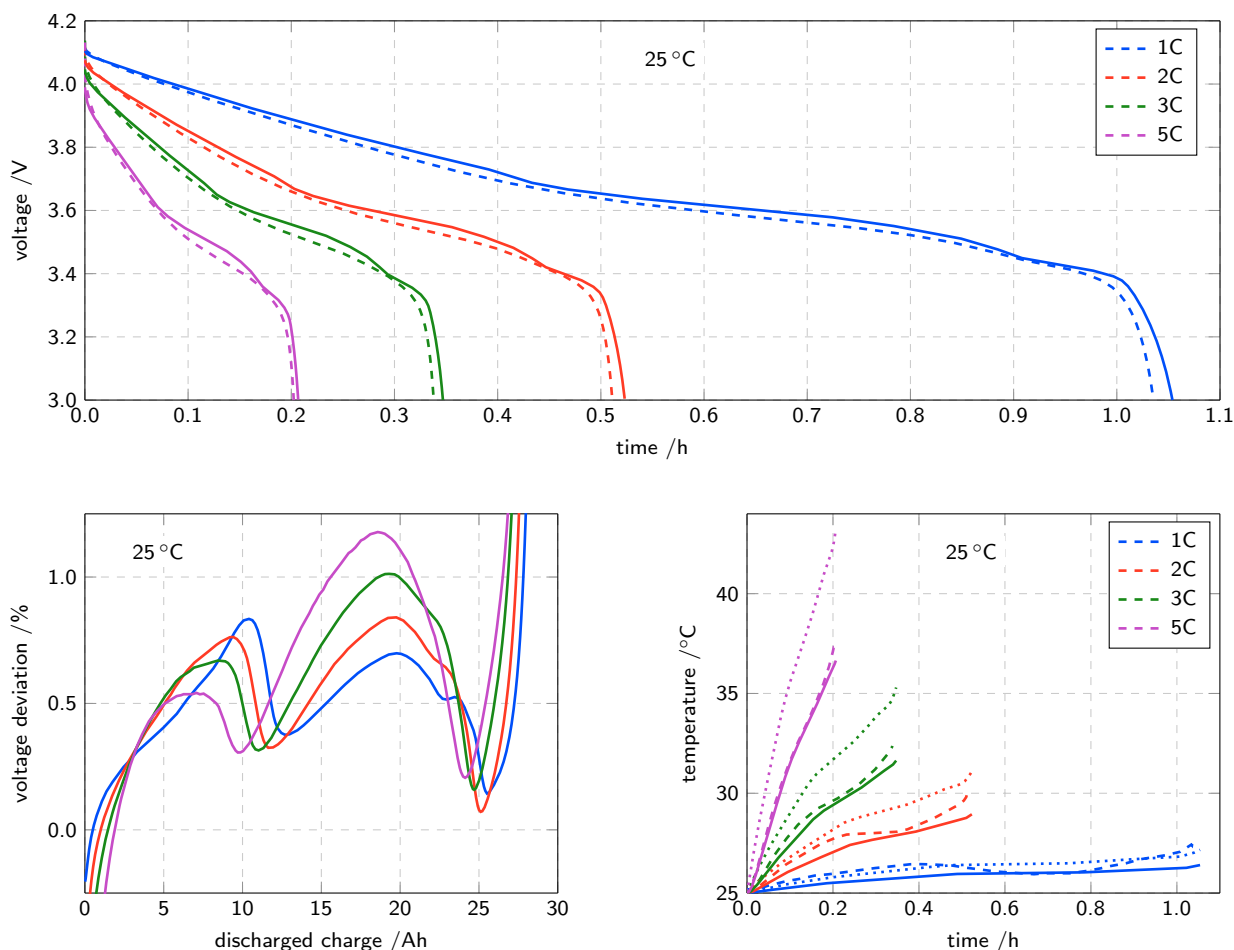 4.2
4.0
3.8
3.6
3.4
3.2
3.0
voltage /V
25 °C
1C
2C
3C
5C
0.0 0.1 0.2 0.3 0.4 0.5 0.6 0.7 0.8 0.9 1.0 1.1
time /h
1.0
0.5
0.0
voltage deviation /%
25 °C
0 5 10 15 20 25 30
discharged charge /Ah
40
35
30
25
temperature /°C
25 °C
1C
2C
3C
5C
0.0 0.2 0.4 0.6 0.8 1.0
time /h